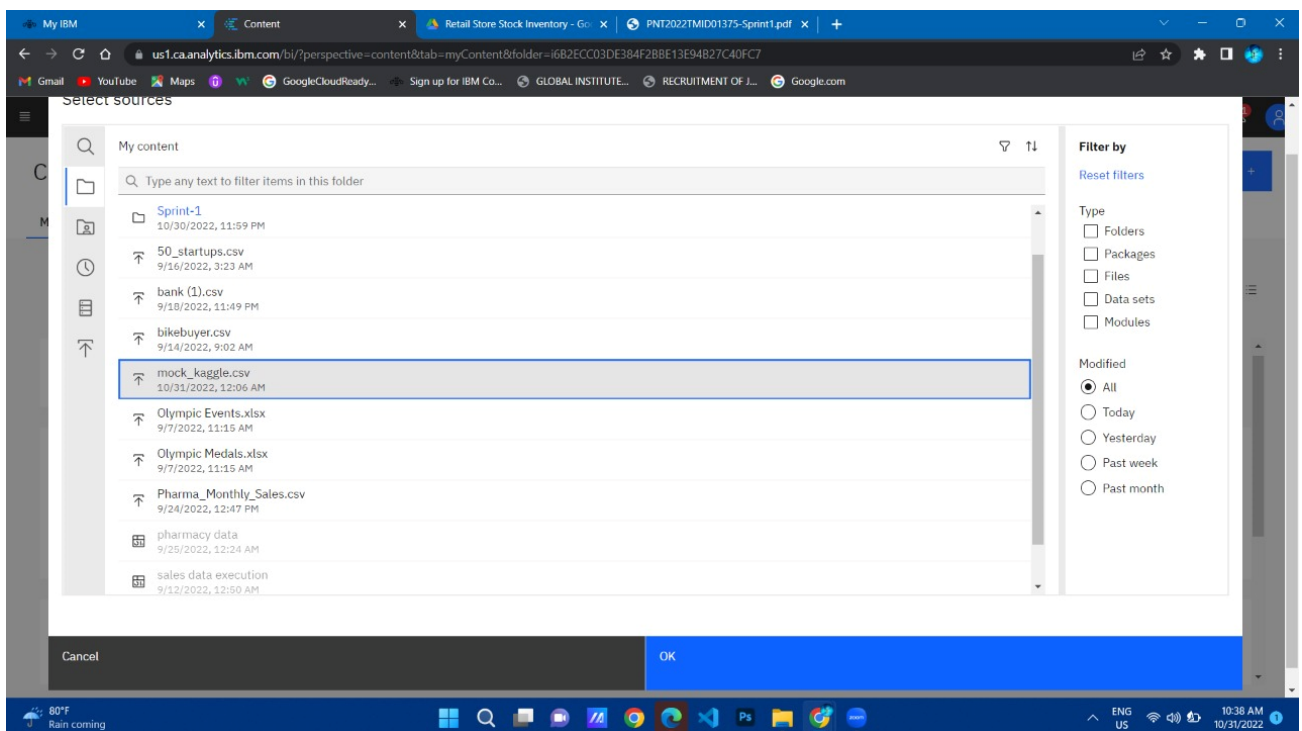 My IBM
Content
Retail Store Stock Inventory - Go
PNT2022TMID01375-Sprint1.pdf
us1.ca.analytics.ibm.com/bi/?perspective=content&tab=myContent&folder=i6B2ECC03DE384F2BBE13E94B27C40FC7
Gmail YouTube Maps GoogleCloudReady... Sign up for IBM Co... GLOBAL INSTITUTE... RECRUITMENT OF J... Google.com
Select sources
My content
Type any text to filter items in this folder
Sprint-1
10/30/2022, 11:59 PM
50_startups.csv
9/16/2022, 3:23 AM
bank (1).csv
9/18/2022, 11:49 PM
bikebuyer.csv
9/14/2022, 9:02 AM
mock_kaggle.csv
10/31/2022, 12:06 AM
Olympic Events.xlsx
9/7/2022, 11:15 AM
Olympic Medals.xlsx
9/7/2022, 11:15 AM
Pharma_Monthly_Sales.csv
9/24/2022, 12:47 PM
pharmacy data
9/25/2022, 12:24 AM
sales data execution
9/12/2022, 12:50 AM
Filter by
Reset filters
Type
Folders
Packages
Files
Data sets
Modules
Modified
All
Today
Yesterday
Past week
Past month
Cancel
OK
80°F
Rain coming
Ps
zoom
ENG
US
10:38 AM
10/31/2022
1